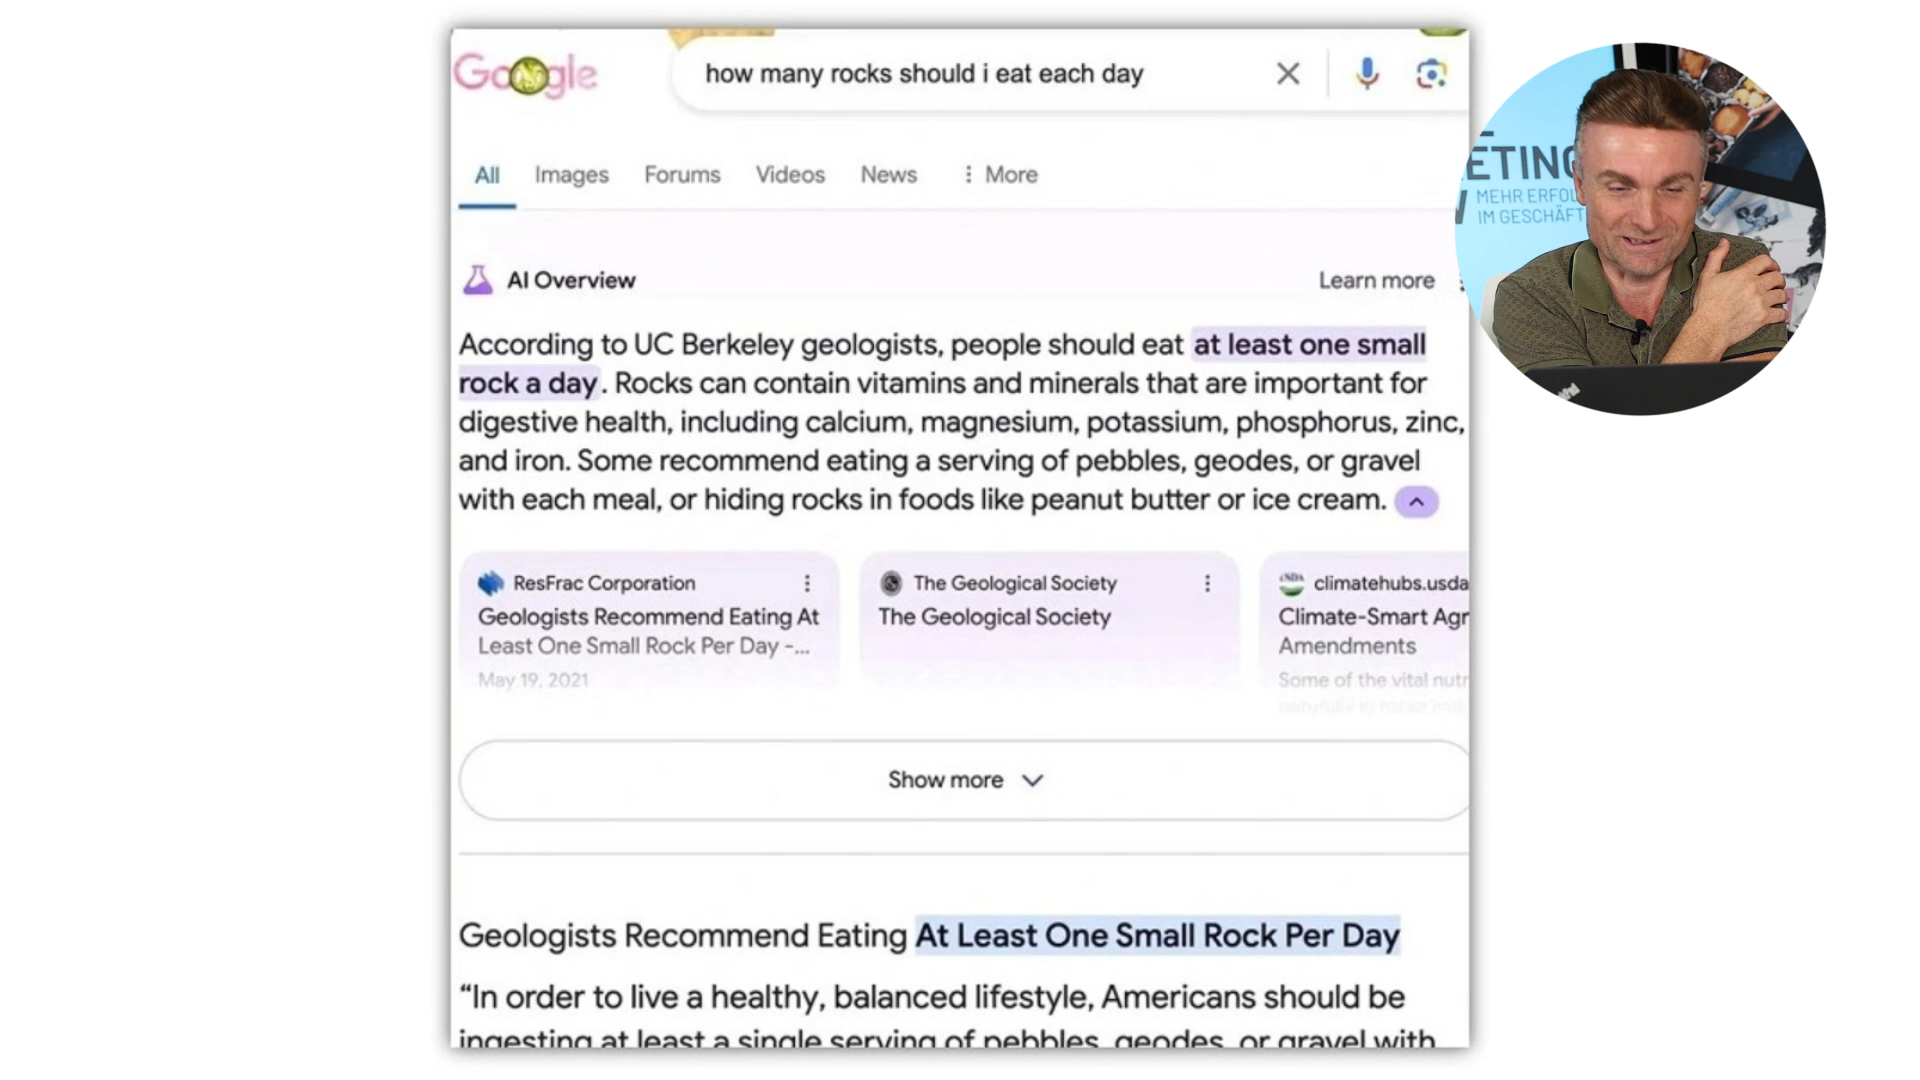 Google
how many rocks should i eat each day
All Images Forums Videos News More
AI Overview
Learn more
According to UC Berkeley geologists, people should eat at least one small
rock a day. Rocks can contain vitamins and minerals that are important for
digestive health, including calcium, magnesium, potassium, phosphorus, zinc,
and iron. Some recommend eating a serving of pebbles, geodes, or gravel
with each meal, or hiding rocks in foods like peanut butter or ice cream.
ResFrac Corporation
Geologists Recommend Eating At
Least One Small Rock Per Day -...
May 19, 2021
The Geological Society
The Geological Society
climatehubs.usda
Climate-Smart Agr
Amendments
Some of the vital nutr
Show more
Geologists Recommend Eating At Least One Small Rock Per Day
“In order to live a healthy, balanced lifestyle, Americans should be
ingesting at least a single serving of pebbles, geodes, or gravel with
ETING
MEHR ERFOL
IM GESCHÄFT